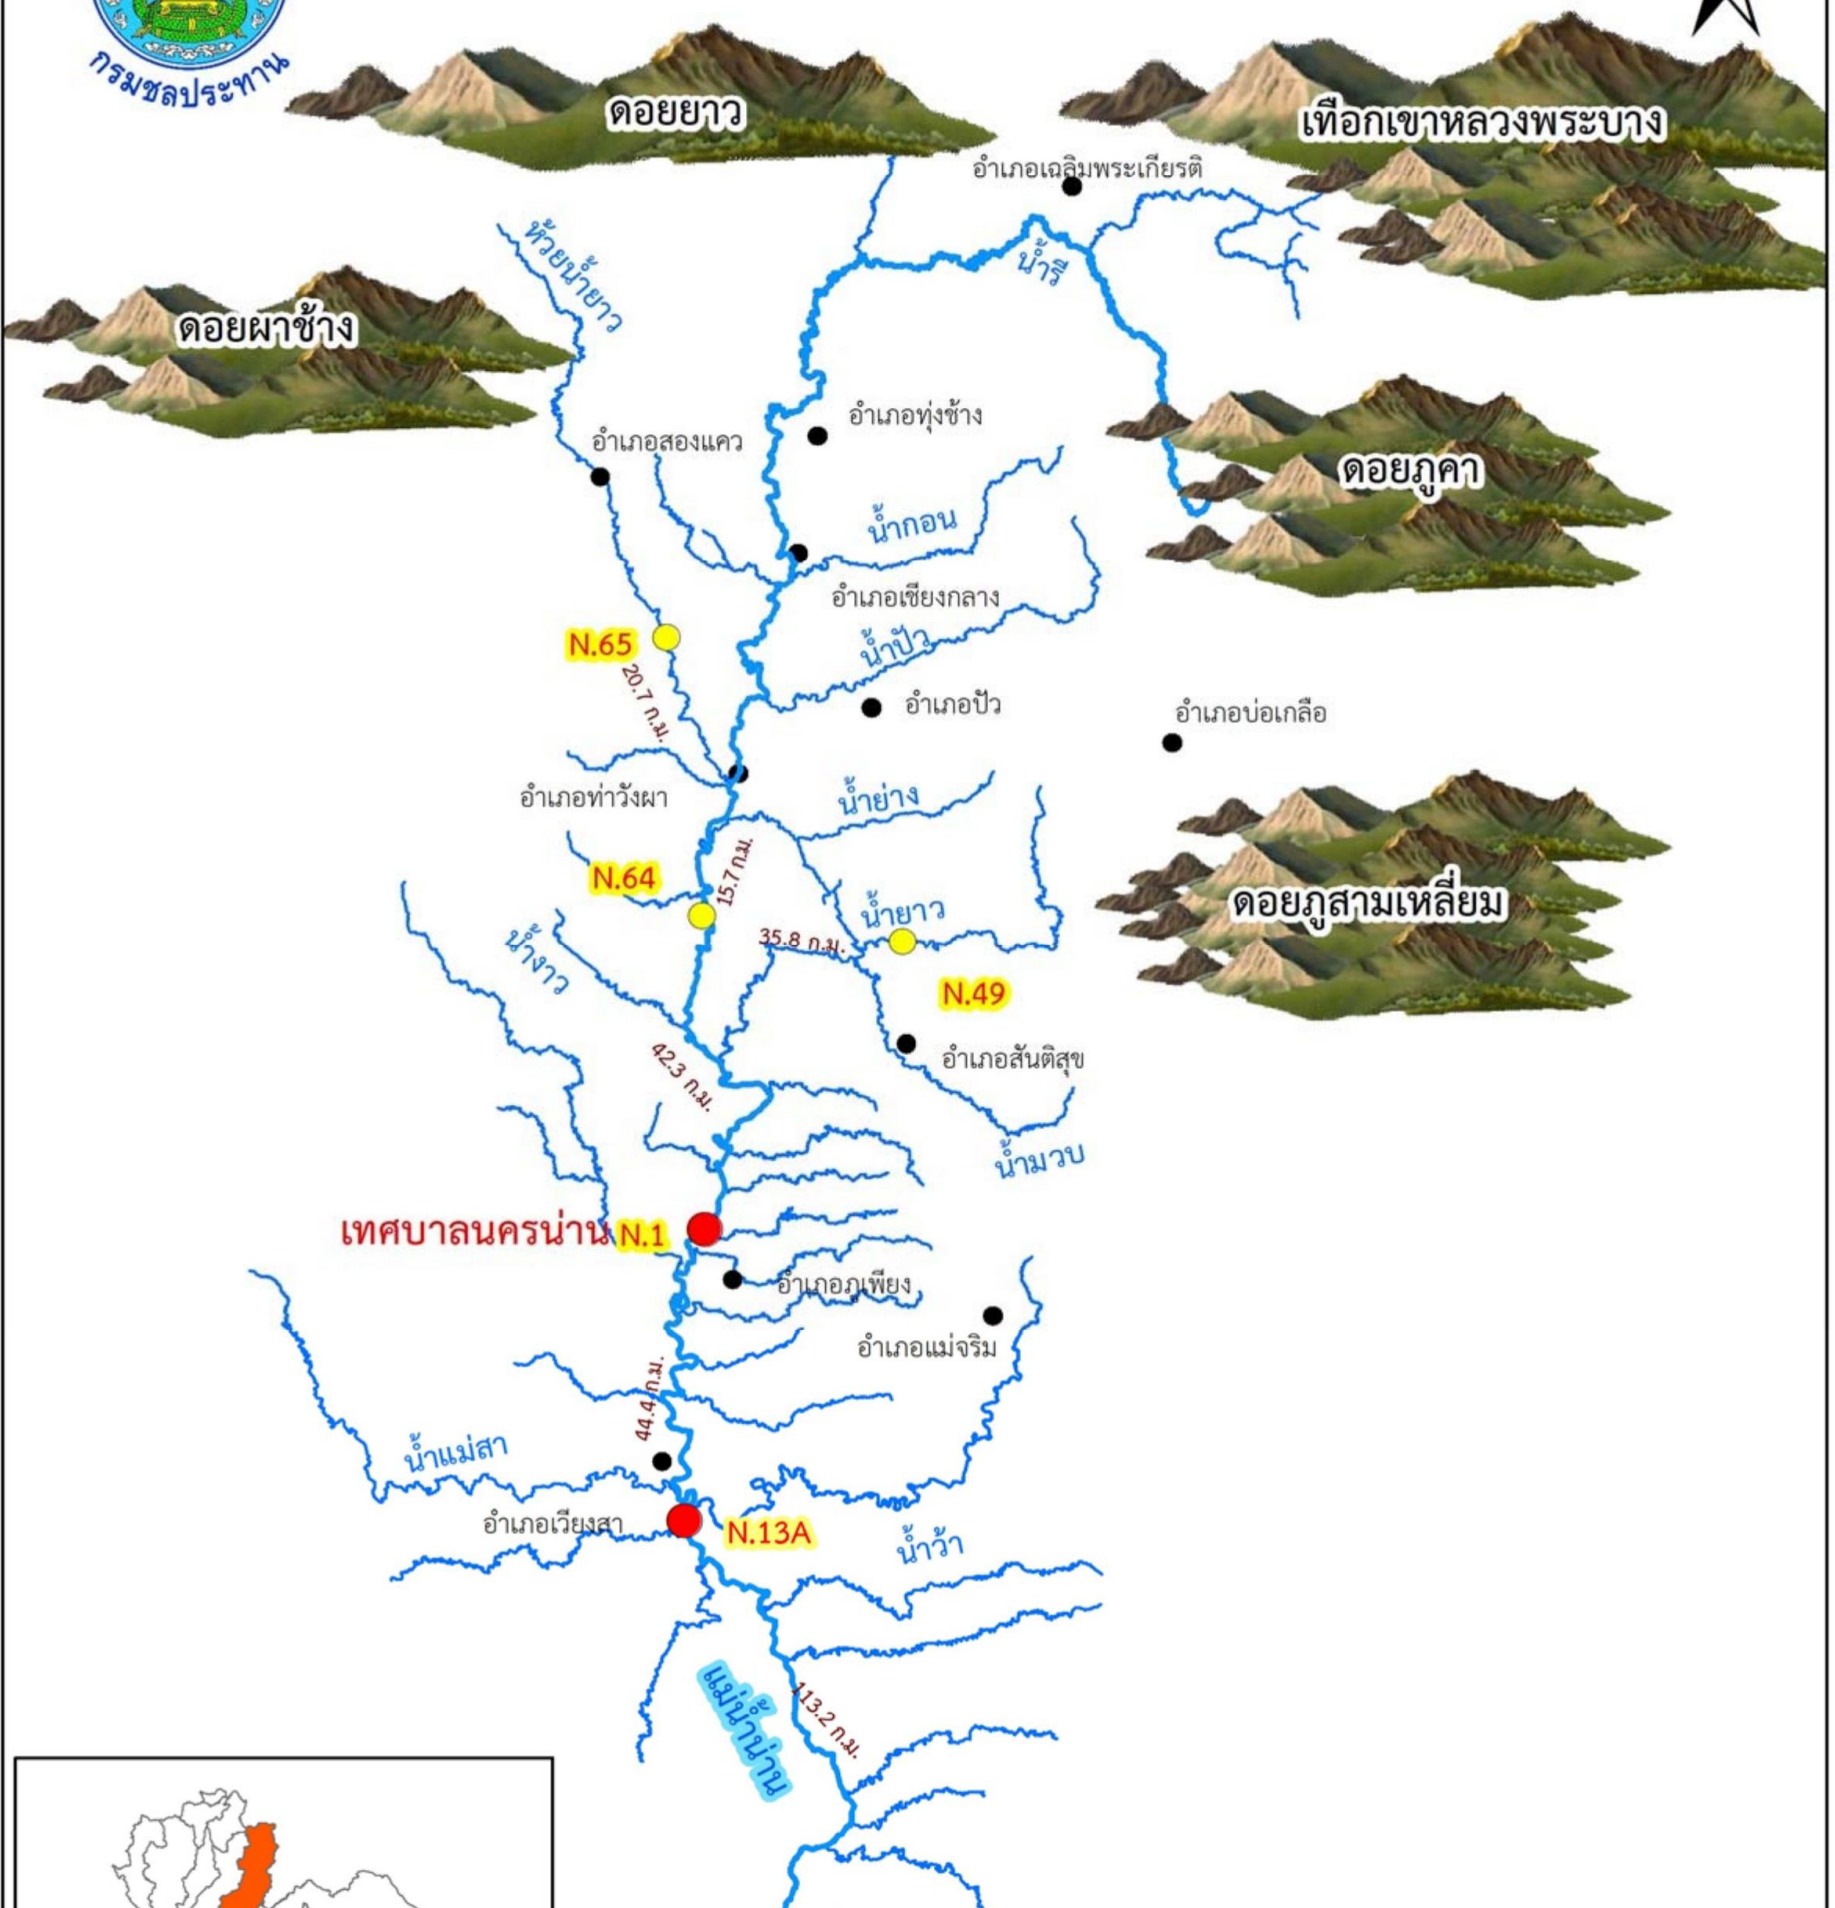 กรมชลประทาน
ดอยยาว
เทือกเขาหลวงพระบาง
อำเภอเฉลิมพระเกียรติ
ห้วยน้ำยาว
น้ำรี
ดอยผาช้าง
อำเภอทุ่งช้าง
อำเภอสองแคว
ดอยภูคา
น้ำกอน
อำเภอเชียงกลาง
N.65
น้ำปัว
20.7 ก.ม.
อำเภอปัว
อำเภอบ่อเกลือ
อำเภอท่าวังผา
น้ำย่าง
N.64
15.7 ก.ม.
ดอยภูสามเหลี่ยม
น้ำยาว
35.8 ก.ม.
น้ำงาว
N.49
อำเภอสันติสุข
42.3 ก.ม.
น้ำมวบ
เทศบาลนครน่าน N.1
อำเภอภูเพียง
อำเภอแม่จริม
44.4 ก.ม.
น้ำแม่สา
อำเภอเวียงสา
N.13A
น้ำว้า
แม่น้ำน่าน
113.2 ก.ม.